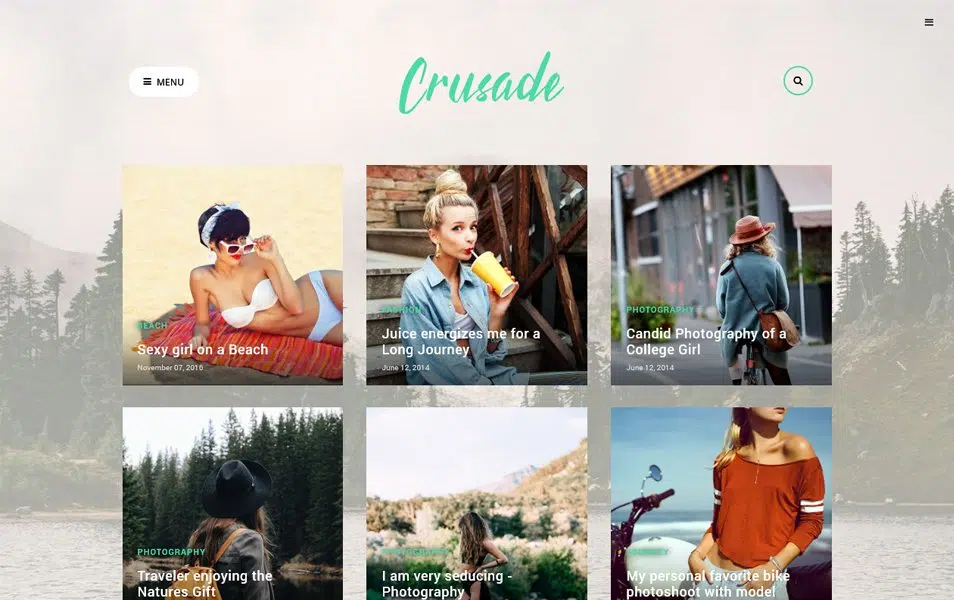 MENU
Crusade
BEACH
Sexy girl on a Beach
November 07, 2016
FASHION
Juice energizes me for a
Long Journey
June 12, 2014
PHOTOGRAPHY
Candid Photography of a
College Girl
June 12, 2014
PHOTOGRAPHY
Traveler enjoying the
Natures Gift
PHOTOGRAPHY
I am very seducing -
Photography
My personal favorite bike
photoshoot with model